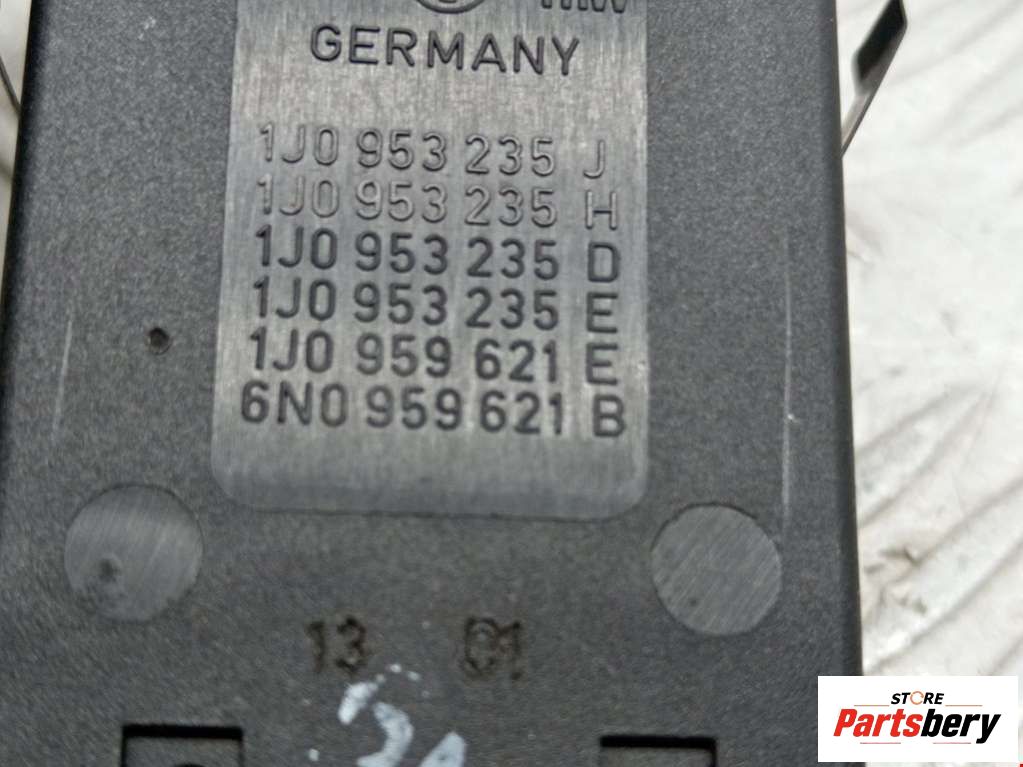 GERMANY
1J0 953 235 J
1J0 953 235 H
1J0 953 235 D
1J0 953 235 E
1J0 959 621 E
6N0 959 621 B
13 01
STORE
Partsbery